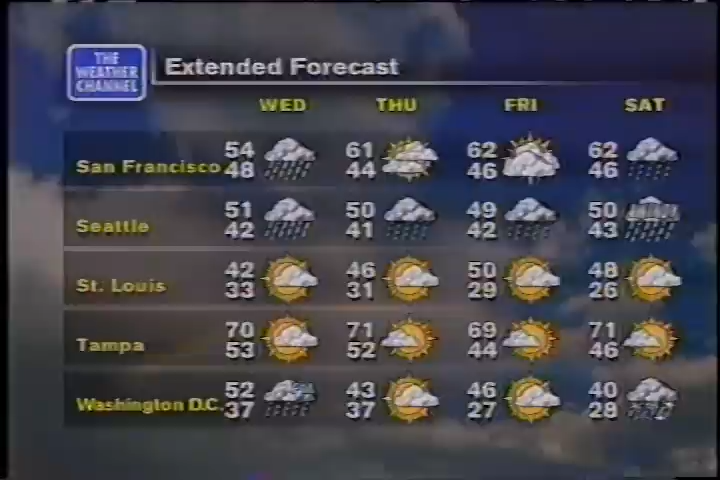 THE
WEATHER
CHANNEL
Extended Forecast
WED THU FRI SAT
San Francisco 54 61 62 62
48 44 46 46
Seattle 51 50 49 50
42 41 42 43
St. Louis 42 46 50 48
33 31 29 26
Tampa 70 71 69 71
53 52 44 46
Washington D.C. 52 43 46 40
37 37 27 28